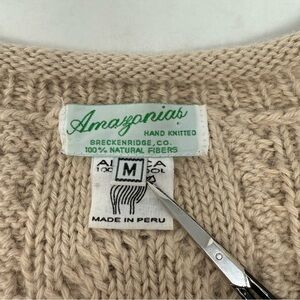 Amazonias
HAND KNITTED
BRECKENRIDGE, CO.
100% NATURAL FIBERS
M
MADE IN PERU